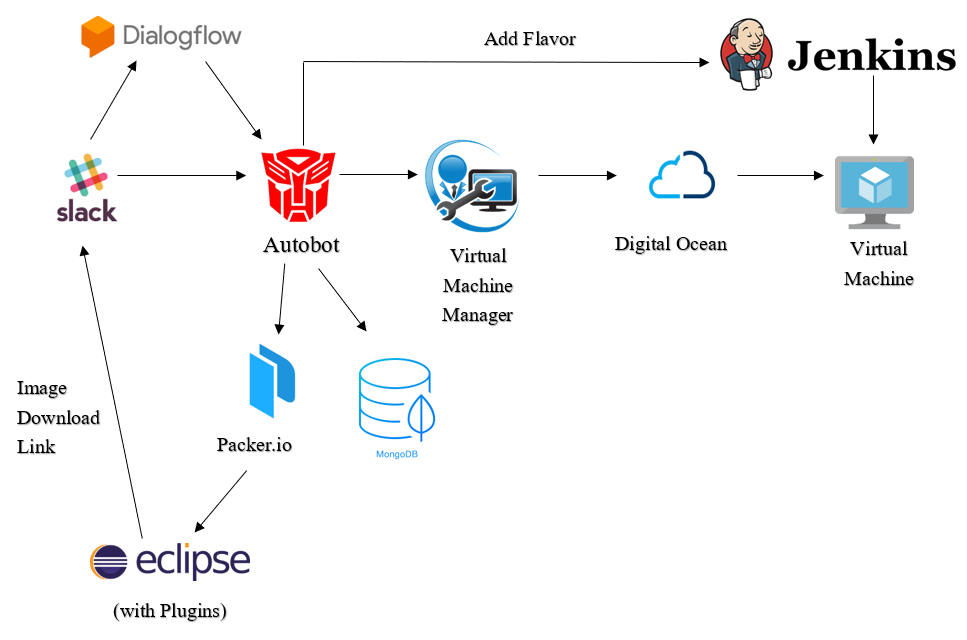 Dialogflow
Add Flavor
Jenkins
slack
Autobot
Virtual
Machine
Manager
Digital Ocean
Virtual
Machine
Image
Download
Link
Packer.io
MongoDB
eclipse
(with Plugins)